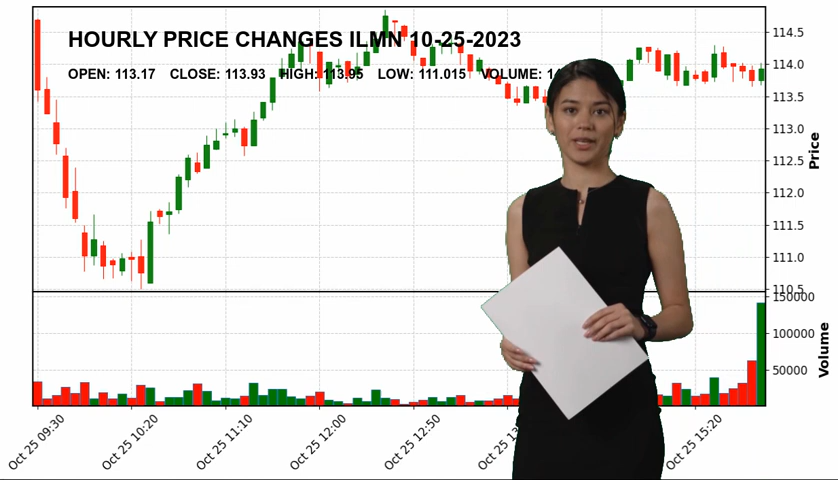 HOURLY PRICE CHANGES ILMN 10-25-2023
OPEN: 113.17 CLOSE: 113.93 HIGH: 113.95 LOW: 111.015 VOLUME:
114.5
114.0
113.5
113.0
112.5
112.0
111.5
111.0
110.5
Price
150000
100000
50000
Volume
Oct 25 09:30
Oct 25 10:20
Oct 25 11:10
Oct 25 12:00
Oct 25 12:50
Oct 25
Oct 25 15:20